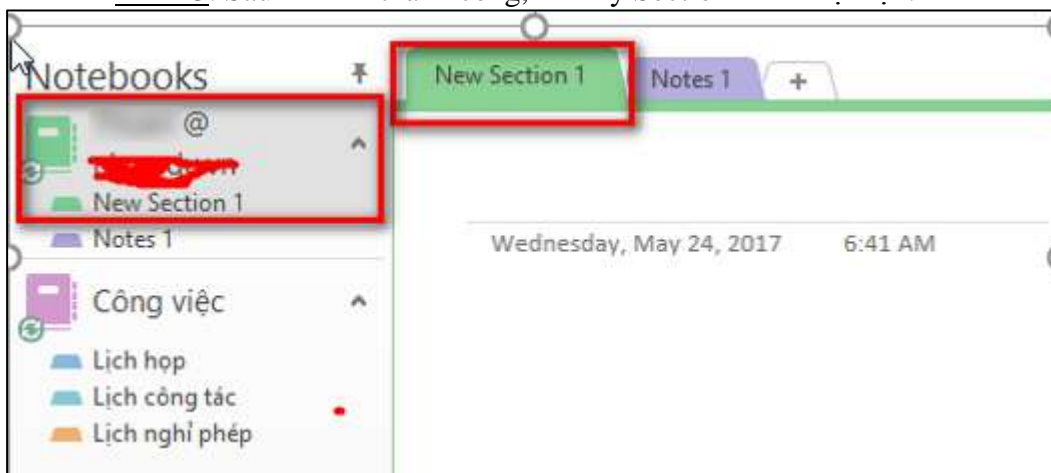 Notebooks
New Section 1
Notes 1
+
@
New Section 1
Notes 1
Wednesday, May 24, 2017 6:41 AM
Công việc
Lịch họp
Lịch công tác
Lịch nghỉ phép